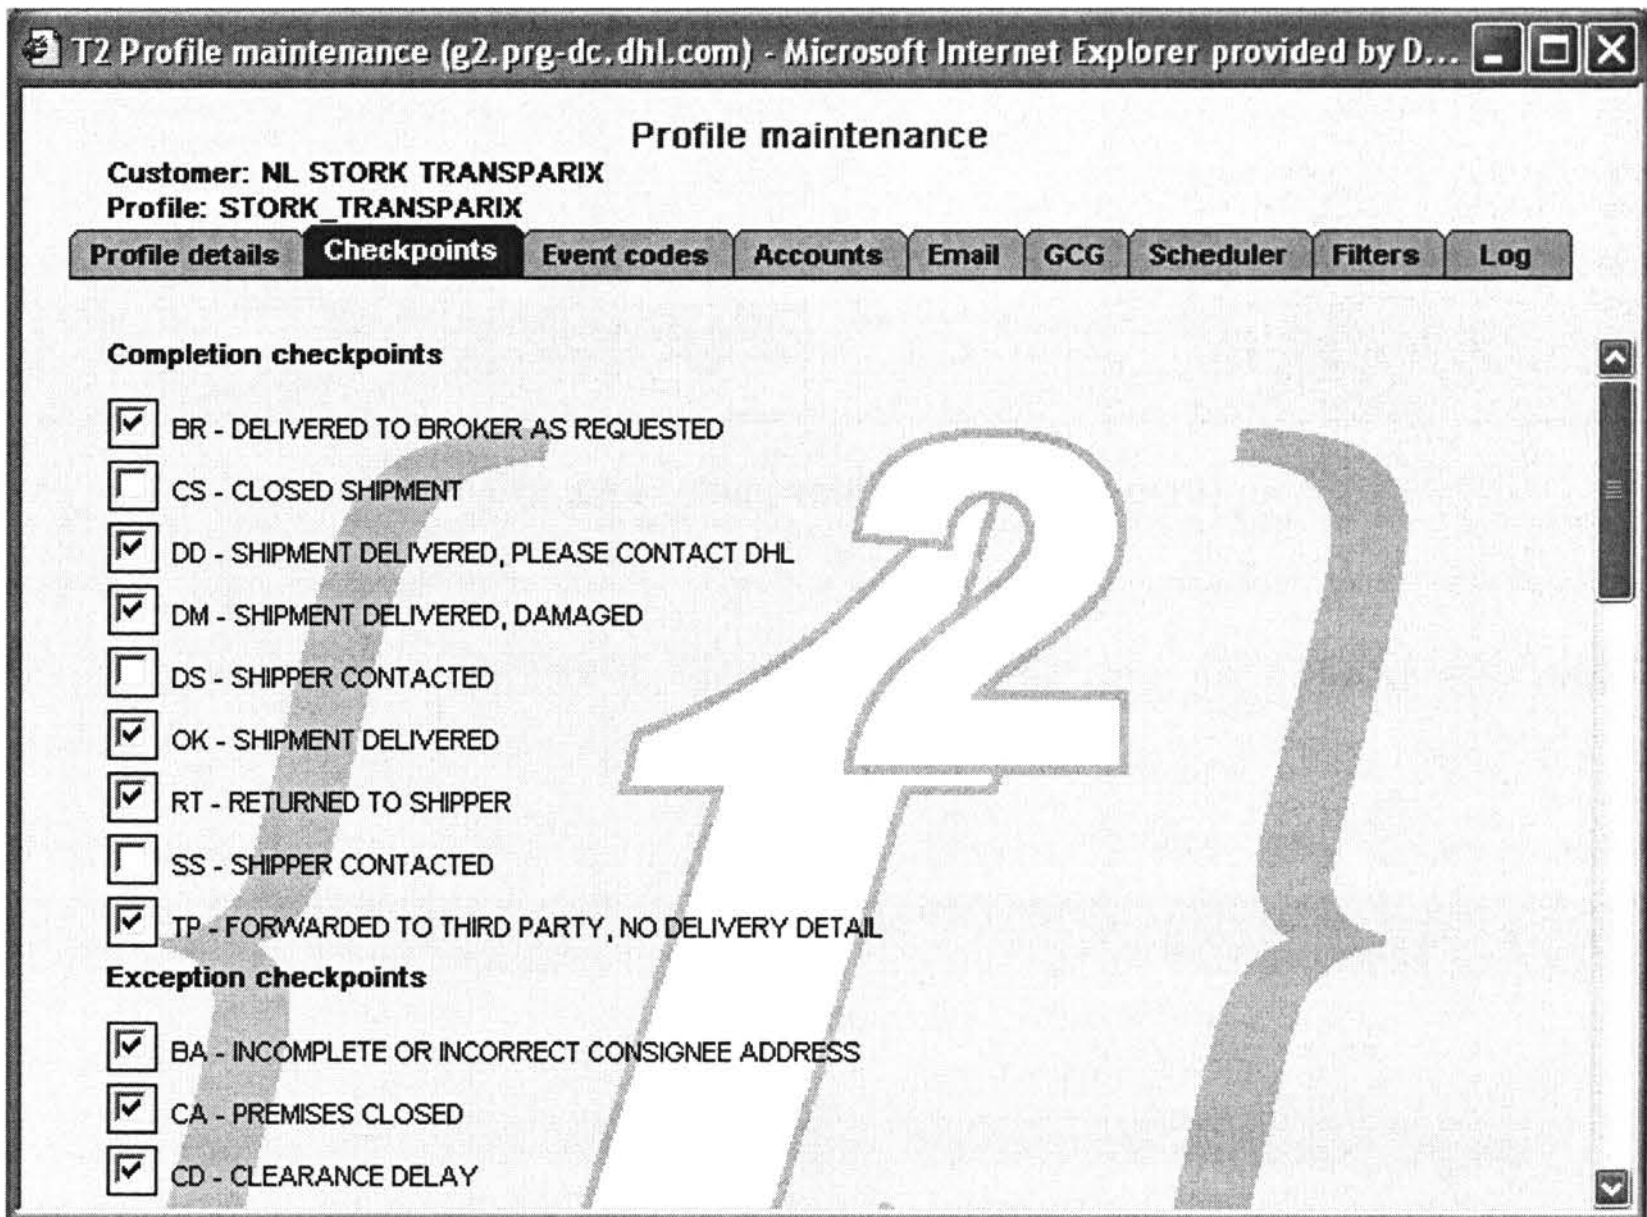 T2 Profile maintenance (g2.prg-dc.dhl.com) - Microsoft Internet Explorer provided by D...
Profile maintenance
Customer: NL STORK TRANSPARIX
Profile: STORK_TRANSPARIX
Profile details Checkpoints Event codes Accounts Email GCG Scheduler Filters Log
Completion checkpoints
BR - DELIVERED TO BROKER AS REQUESTED
CS - CLOSED SHIPMENT
DD - SHIPMENT DELIVERED, PLEASE CONTACT DHL
DM - SHIPMENT DELIVERED, DAMAGED
DS - SHIPPER CONTACTED
OK - SHIPMENT DELIVERED
RT - RETURNED TO SHIPPER
SS - SHIPPER CONTACTED
TP - FORWARDED TO THIRD PARTY, NO DELIVERY DETAIL
Exception checkpoints
BA - INCOMPLETE OR INCORRECT CONSIGNEE ADDRESS
CA - PREMISES CLOSED
CD - CLEARANCE DELAY